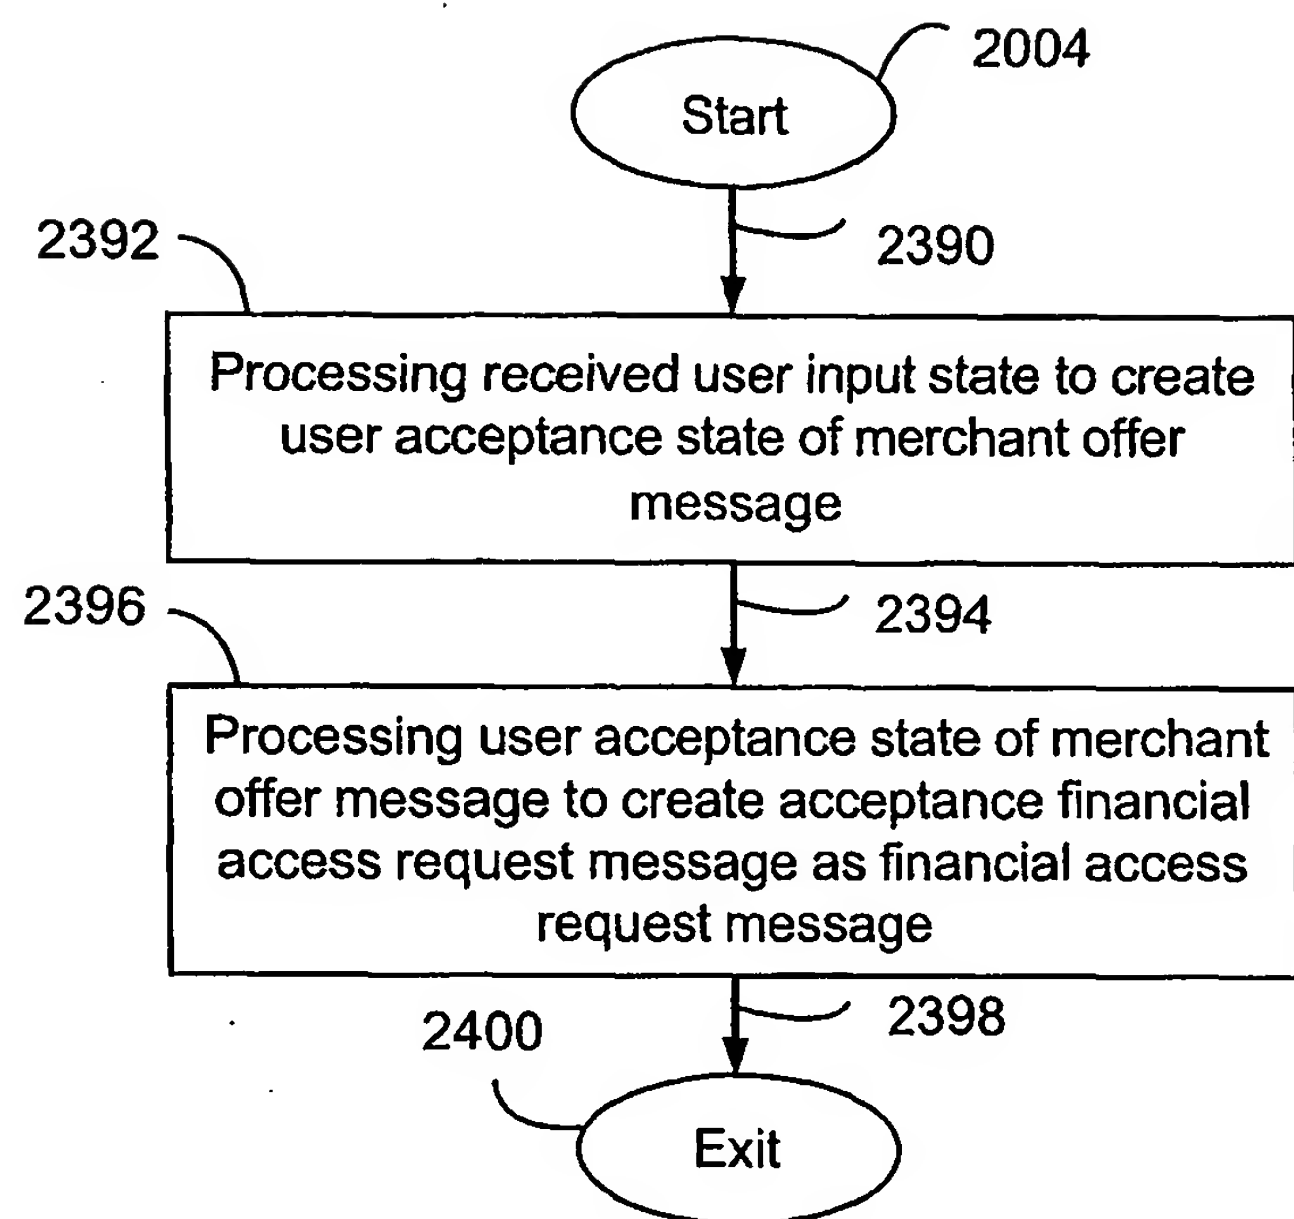 2004
Start
2390
2392
Processing received user input state to create
user acceptance state of merchant offer
message
2394
2396
Processing user acceptance state of merchant
offer message to create acceptance financial
access request message as financial access
request message
2398
2400
Exit